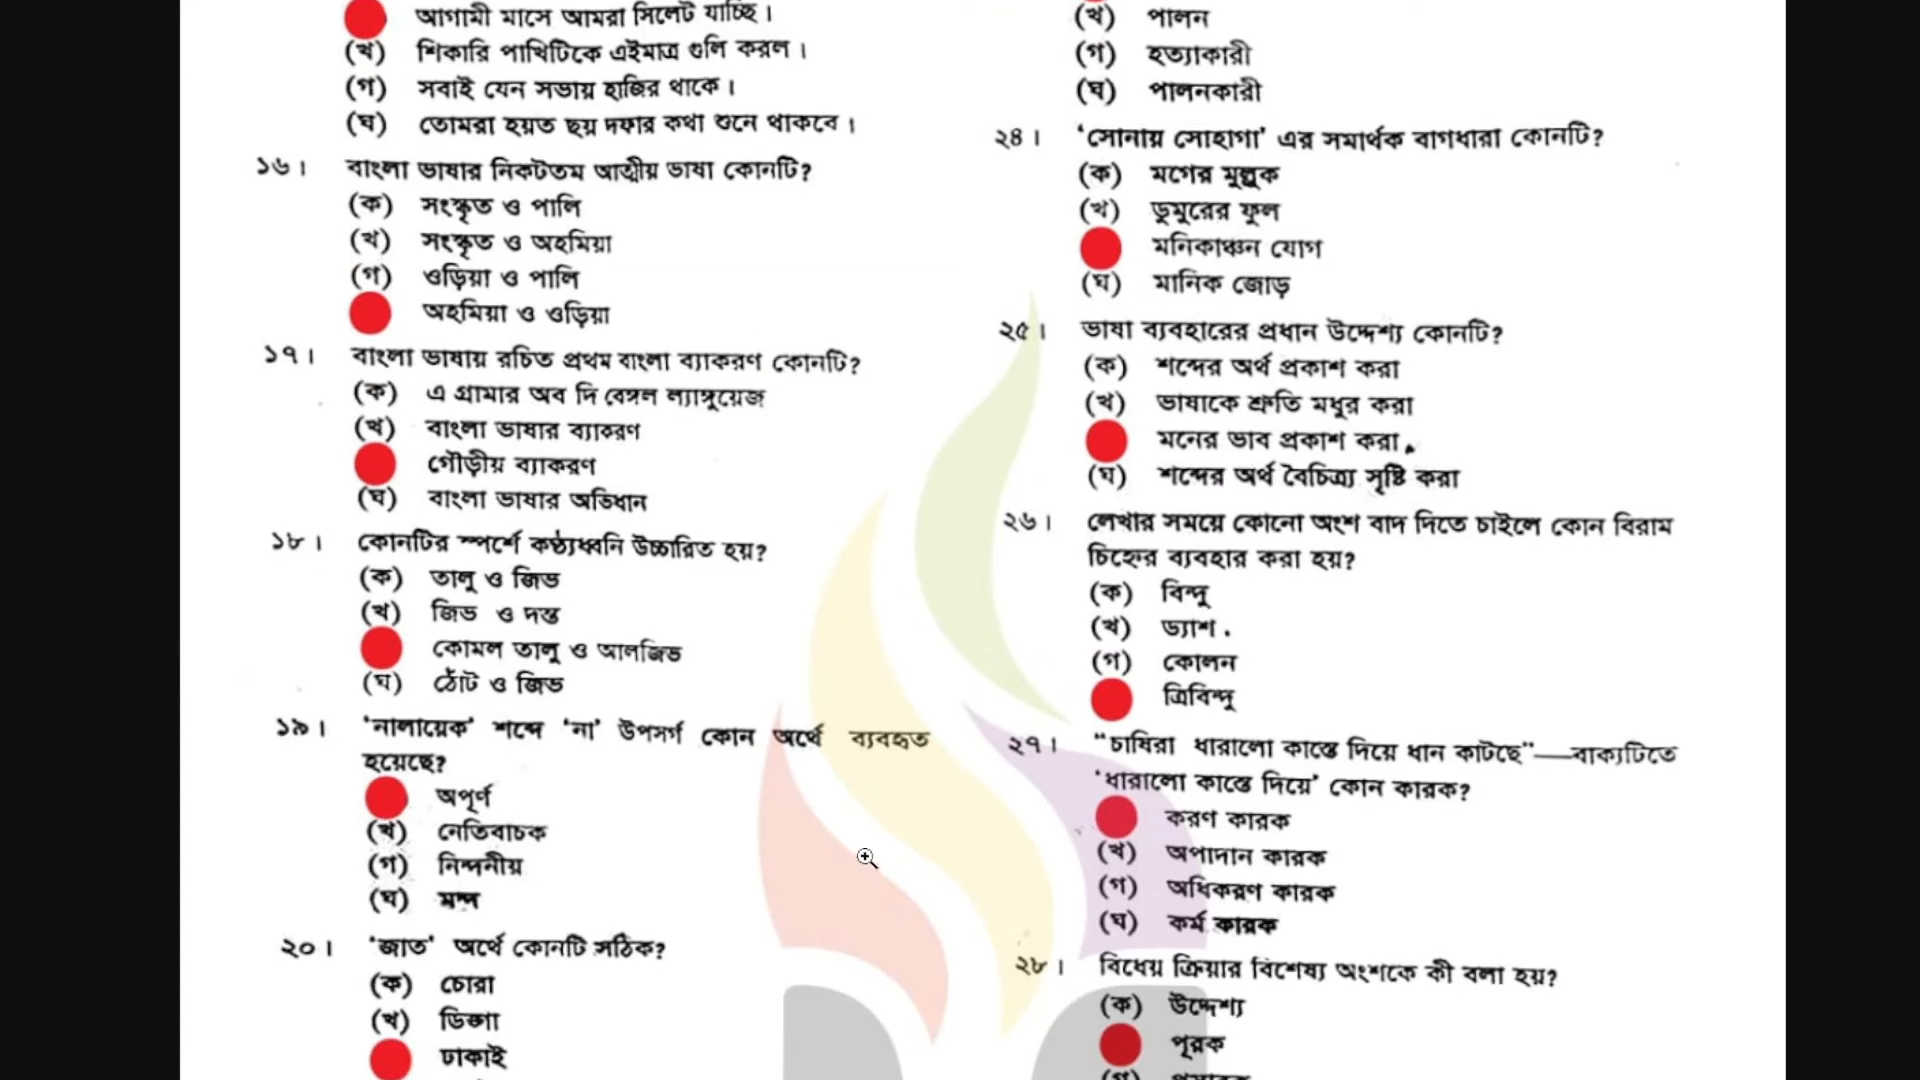 আগামী মাসে আমরা সিলেট যাচ্ছি।
(খ) শিকারি পাখিটিকে এইমাত্র গুলি করল।
(গ) সবাই যেন সভায় হাজির থাকে।
(ঘ) তোমরা হয়ত ছয় দফার কথা শুনে থাকবে।
১৬। বাংলা ভাষার নিকটতম আত্মীয় ভাষা কোনটি?
(ক) সংস্কৃত ও পালি
(খ) সংস্কৃত ও অহমিয়া
(গ) ওড়িয়া ও পালি
অহমিয়া ও ওড়িয়া
১৭। বাংলা ভাষায় রচিত প্রথম বাংলা ব্যাকরণ কোনটি?
(ক) এ গ্রামার অব দি বেঙ্গল ল্যাঙ্গুয়েজ
(খ) বাংলা ভাষার ব্যাকরণ
গৌড়ীয় ব্যাকরণ
(ঘ) বাংলা ভাষার অভিধান
১৮। কোনটির স্পর্শে কণ্ঠ্যধ্বনি উচ্চারিত হয়?
(ক) তালু ও জিভ
(খ) জিভ ও দন্ত
কোমল তালু ও আলজিভ
(ঘ) ঠোঁট ও জিভ
১৯। ‘নালায়েক’ শব্দে ‘না’ উপসর্গ কোন অর্থে ব্যবহৃত
হয়েছে?
অপূর্ণ
(খ) নেতিবাচক
(গ) নিন্দনীয়
(ঘ) মন্দ
২০। ‘জাত’ অর্থে কোনটি সঠিক?
(ক) চোরা
(খ) ডিঙ্গা
ঢাকাই
(খ) পালন
(গ) হত্যাকারী
(ঘ) পালনকারী
২৪। ‘সোনায় সোহাগা’ এর সমার্থক বাগধারা কোনটি?
(ক) মগের মুল্লুক
(খ) ডুমুরের ফুল
মনিকাঞ্চন যোগ
(ঘ) মানিক জোড়
২৫। ভাষা ব্যবহারের প্রধান উদ্দেশ্য কোনটি?
(ক) শব্দের অর্থ প্রকাশ করা
(খ) ভাষাকে শ্রুতি মধুর করা
মনের ভাব প্রকাশ করা
(ঘ) শব্দের অর্থ বৈচিত্র্য সৃষ্টি করা
২৬। লেখার সময়ে কোনো অংশ বাদ দিতে চাইলে কোন বিরাম
চিহ্নের ব্যবহার করা হয়?
(ক) বিন্দু
(খ) ড্যাশ
(গ) কোলন
ত্রিবিন্দু
২৭। “চাষিরা ধারালো কাস্তে দিয়ে ধান কাটছে”—বাক্যটিতে
‘ধারালো কাস্তে দিয়ে’ কোন কারক?
করণ কারক
(খ) অপাদান কারক
(গ) অধিকরণ কারক
(ঘ) কর্ম কারক
২৮। বিধেয় ক্রিয়ার বিশেষ্য অংশকে কী বলা হয়?
(ক) উদ্দেশ্য
পূরক